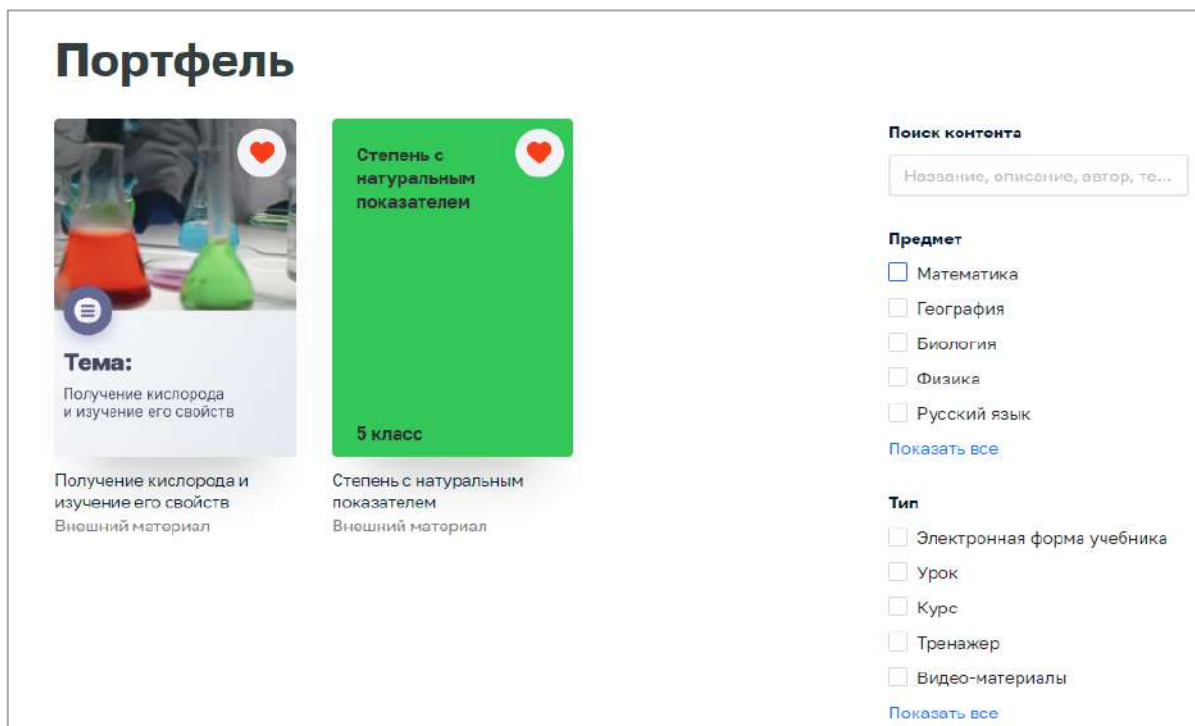 Портфель
Тема:
Получение кислорода
и изучение его свойств
Получение кислорода и
изучение его свойств
Внешний материал
Степень с
натуральным
показателем
5 класс
Степень с натуральным
показателем
Внешний материал
Поиск контента
Название, описание, автор, те...
Предмет
Математика
География
Биология
Физика
Русский язык
Показать все
Тип
Электронная форма учебника
Урок
Курс
Тренажер
Видео-материалы
Показать все